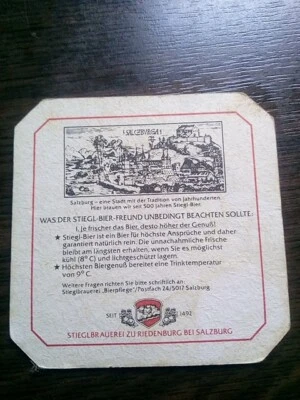 SALZBURGH
Salzburg – eine Stadt mit der Tradition von Jahrhunderten.
Hier brauen wir seit 500 Jahren Stiegl-Bier.
WAS DER STIEGL-BIER-FREUND UNBEDINGT BEACHTEN SOLLTE:
1. Je frischer das Bier, desto höher der Genuß!
★ Stiegl-Bier ist ein Bier für höchste Ansprüche und daher
garantiert natürlich rein. Die unnachahmliche Frische
bleibt am längsten erhalten, wenn Sie es möglichst
kühl (8°C) und lichtgeschützt lagern.
★ Höchsten Biergenuß bereitet eine Trinktemperatur
von 9°C.
Weitere Fragen richten Sie bitte schriftlich an:
Stieglbrauerei „Bierpflege“, Postfach 26/5017 Salzburg.
SEIT 1492
STIEGLBRAUEREI ZU RIEDENBURG BEI SALZBURG